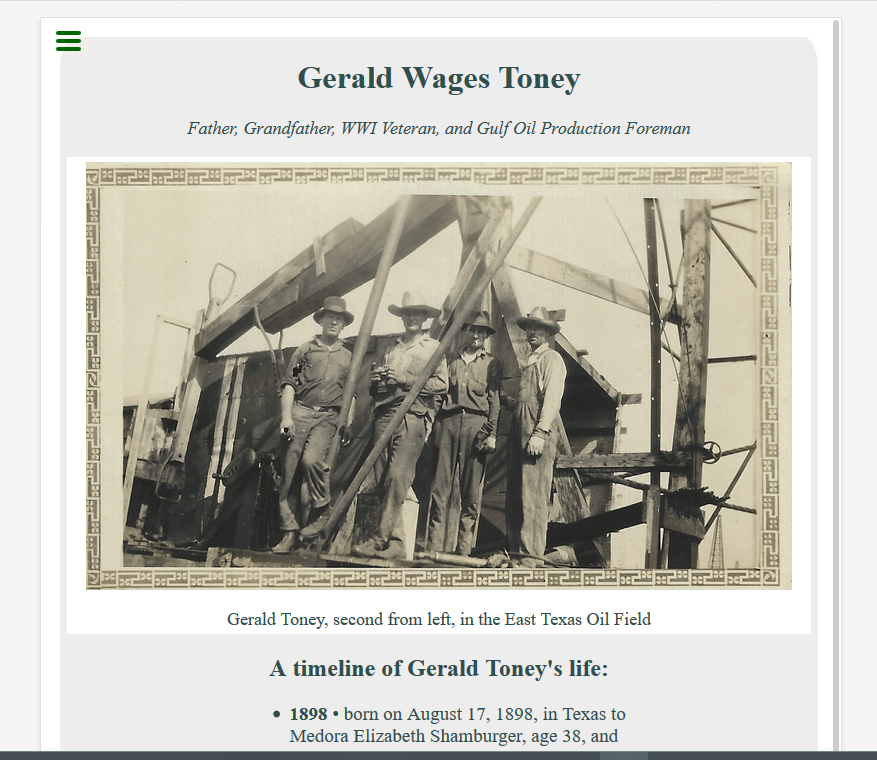 Gerald Wages Toney
Father, Grandfather, WWI Veteran, and Gulf Oil Production Foreman
Gerald Toney, second from left, in the East Texas Oil Field
A timeline of Gerald Toney's life:
• 1898 • born on August 17, 1898, in Texas to
Medora Elizabeth Shamburger, age 38, and